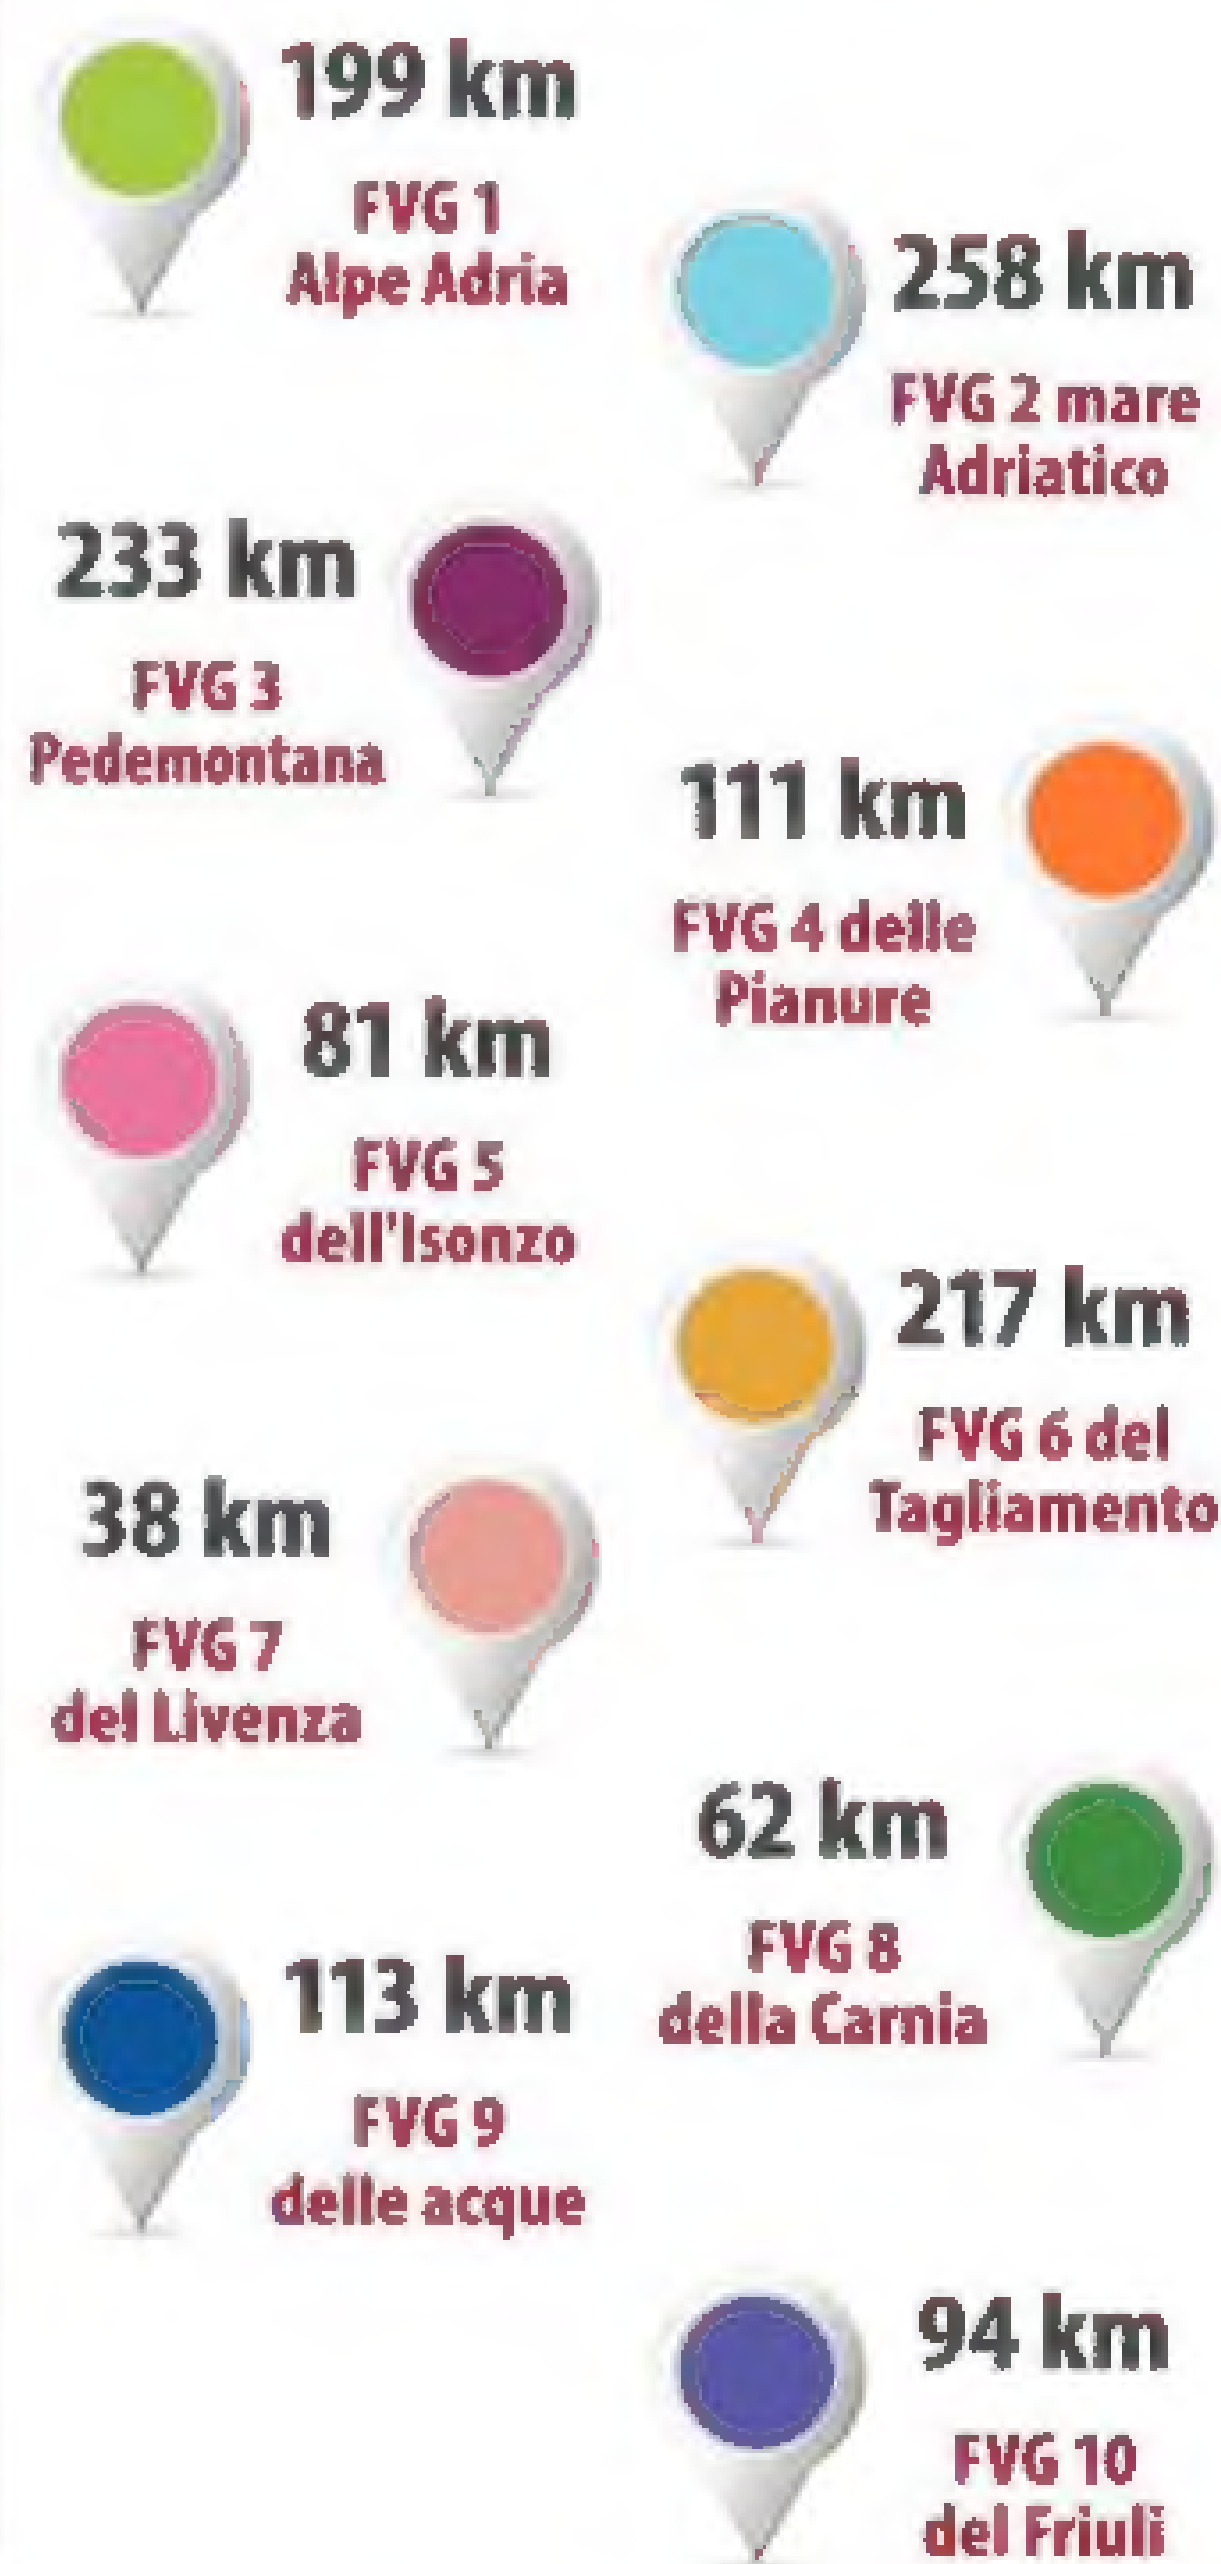 199 km
FVG 1
Alpe Adria
258 km
FVG 2 mare
Adriatico
233 km
FVG 3
Pedemontana
111 km
FVG 4 delle
Pianure
81 km
FVG 5
dell'Isonzo
217 km
FVG 6 del
Tagliamento
38 km
FVG 7
del Livenza
62 km
FVG 8
della Carnia
113 km
FVG 9
delle acque
94 km
FVG 10
del Friuli